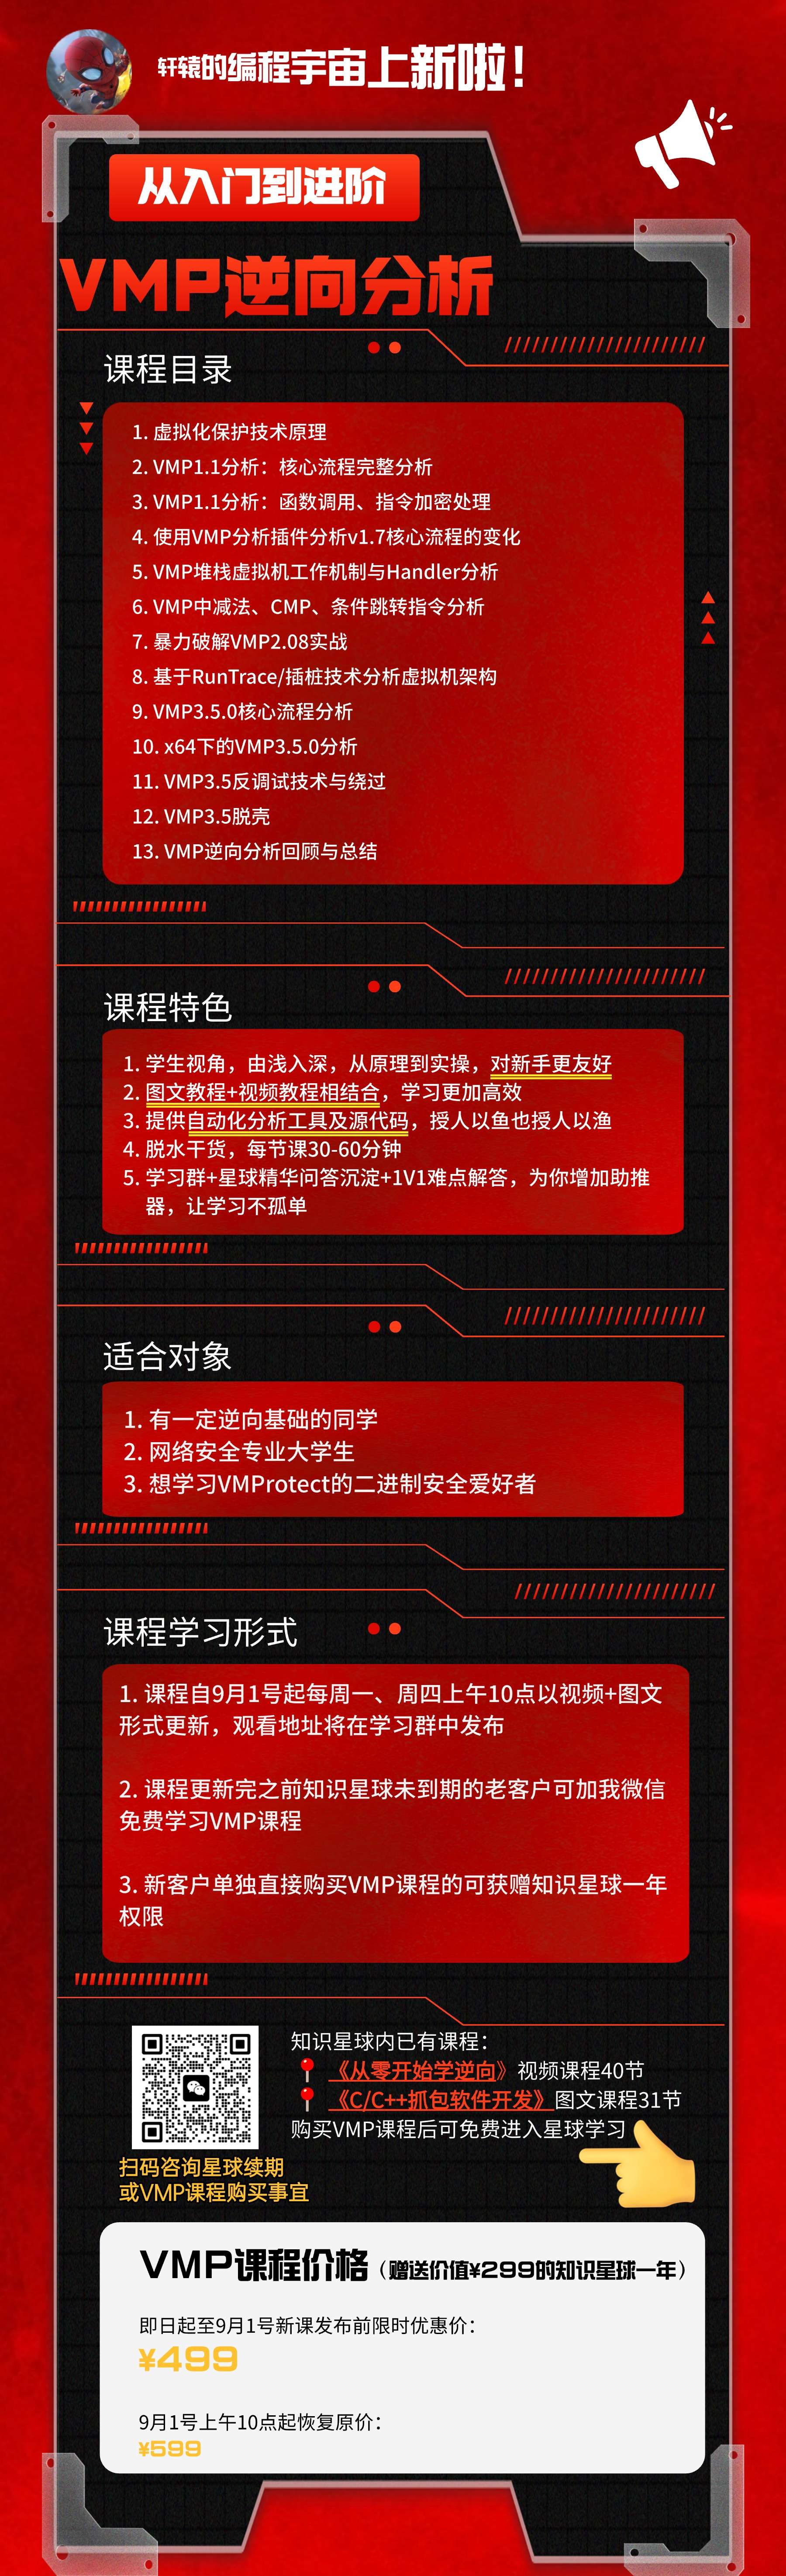 轩辕的编程宇宙上新啦！
从入门到进阶
VMP逆向分析
课程目录
1. 虚拟化保护技术原理
2. VMP1.1分析：核心流程完整分析
3. VMP1.1分析：函数调用、指令加密处理
4. 使用VMP分析插件分析v1.7核心流程的变化
5. VMP堆栈虚拟机工作机制与Handler分析
6. VMP中减法、CMP、条件跳转指令分析
7. 暴力破解VMP2.08实战
8. 基于RunTrace/插桩技术分析虚拟机架构
9. VMP3.5.0核心流程分析
10. x64下的VMP3.5.0分析
11. VMP3.5反调试技术与绕过
12. VMP3.5脱壳
13. VMP逆向分析回顾与总结
课程特色
1. 学生视角，由浅入深，从原理到实操，对新手更友好
2. 图文教程+视频教程相结合，学习更加高效
3. 提供自动化分析工具及源代码，授人以鱼也授人以渔
4. 脱水干货，每节课30-60分钟
5. 学习群+星球精华问答沉淀+1V1难点解答，为你增加助推
器，让学习不孤单
适合对象
1. 有一定逆向基础的同学
2. 网络安全专业大学生
3. 想学习VMProtect的二进制安全爱好者
课程学习形式
1. 课程自9月1号起每周一、周四上午10点以视频+图文
形式更新，观看地址将在学习群中发布
2. 课程更新完之前知识星球未到期的老客户可加我微信
免费学习VMP课程
3. 新客户单独直接购买VMP课程的可获赠知识星球一年
权限
知识星球内已有课程：
《从零开始学逆向》视频课程40节
《C/C++抓包软件开发》图文课程31节
购买VMP课程后可免费进入星球学习
扫码咨询星球续期
或VMP课程购买事宜
VMP课程价格（赠送价值¥299的知识星球一年）
即日起至9月1号新课发布前限时优惠价：
¥499
9月1号上午10点起恢复原价：
¥599